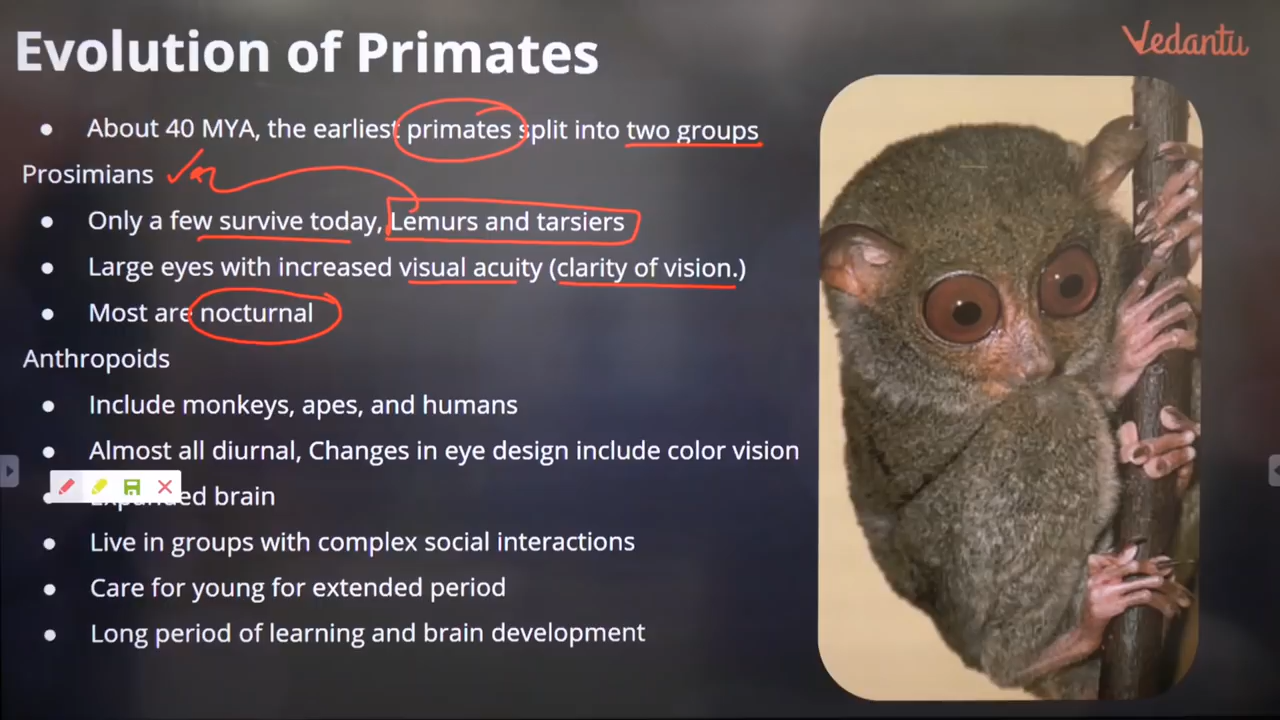 Evolution of Primates
Vedantu
● About 40 MYA, the earliest primates split into two groups
Prosimians
● Only a few survive today, Lemurs and tarsiers
● Large eyes with increased visual acuity (clarity of vision.)
● Most are nocturnal
Anthropoids
● Include monkeys, apes, and humans
● Almost all diurnal, Changes in eye design include color vision
● Expanded brain
● Live in groups with complex social interactions
● Care for young for extended period
● Long period of learning and brain development